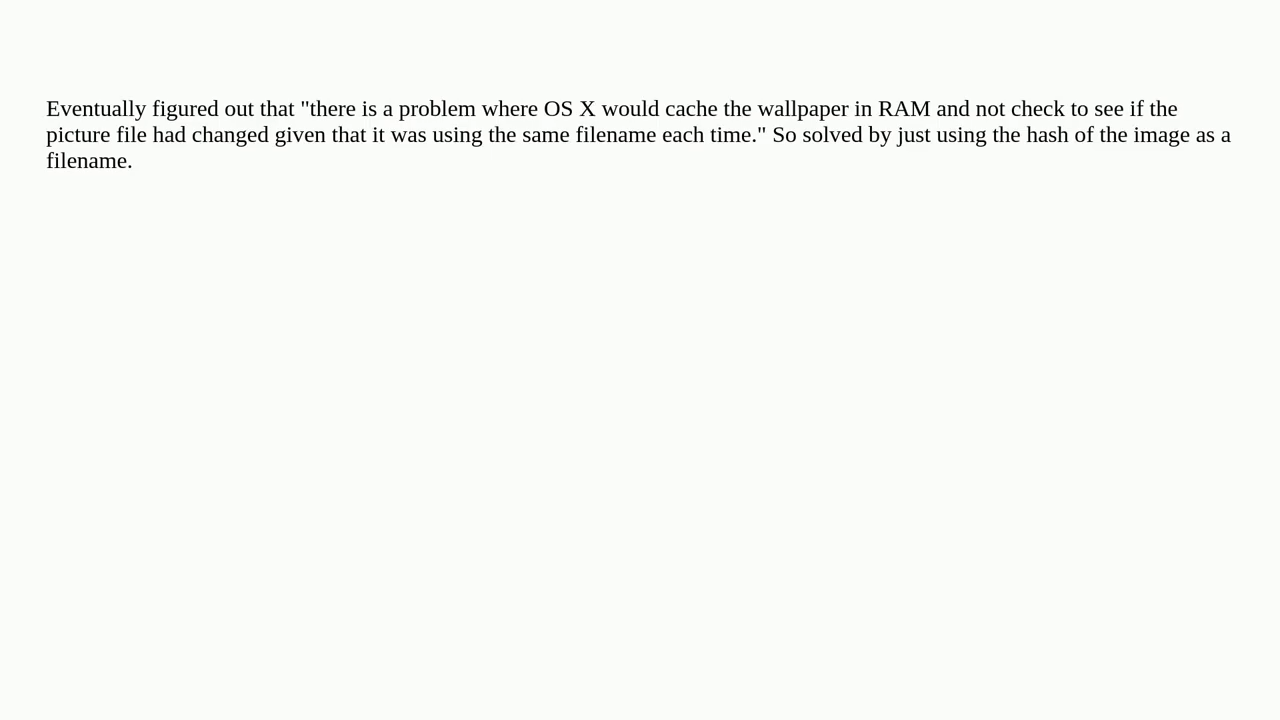 Eventually figured out that "there is a problem where OS X would cache the wallpaper in RAM and not check to see if the
picture file had changed given that it was using the same filename each time." So solved by just using the hash of the image as a
filename.